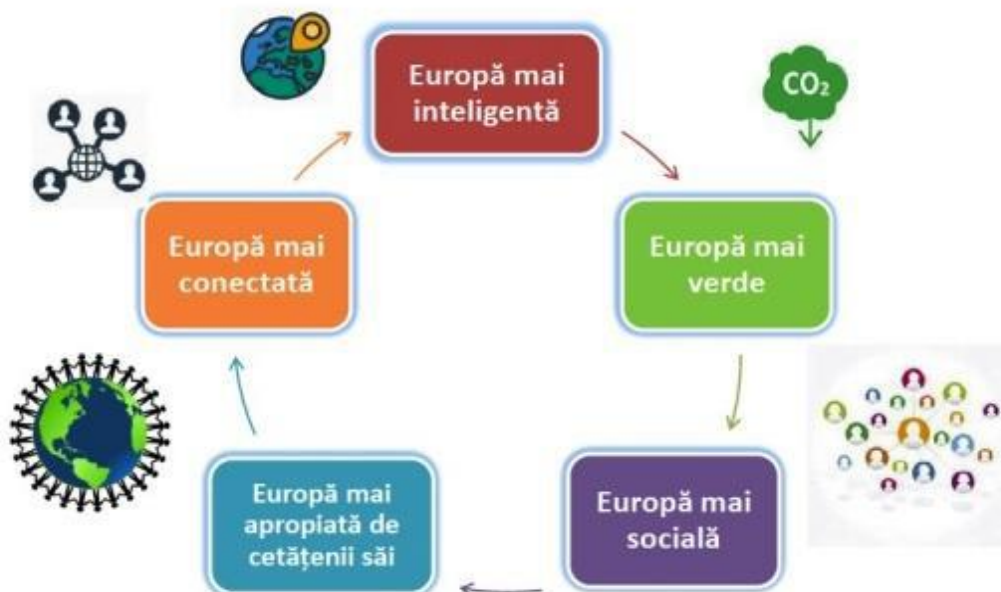 Europă mai
inteligentă
CO₂
Europă mai
conectată
Europă mai
verde
Europă mai
apropiată de
cetățenii săi
Europă mai
socială